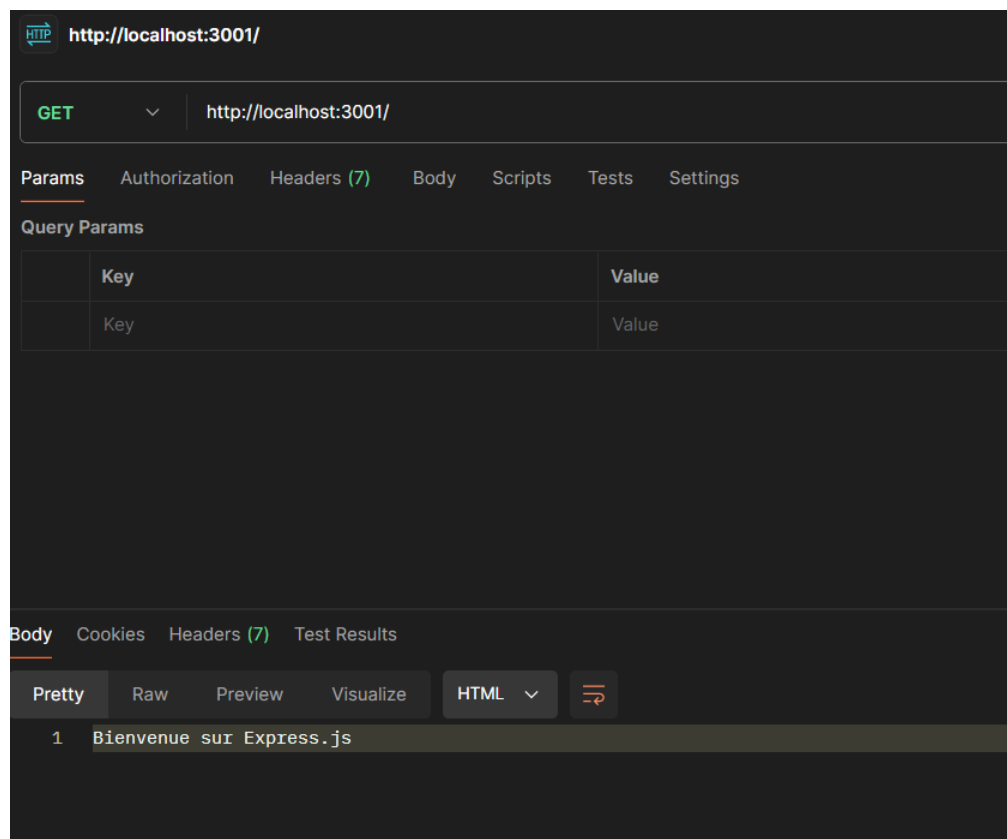 HTTP http://localhost:3001/
GET http://localhost:3001/
Params Authorization Headers (7) Body Scripts Tests Settings
Query Params
Key Value
Key Value
Body Cookies Headers (7) Test Results
Pretty Raw Preview Visualize HTML
1 Bienvenue sur Express.js